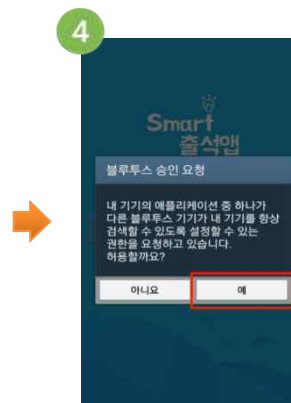 4
Smart
출석앱
블루투스 승인 요청
내 기기의 애플리케이션 중 하나가
다른 블루투스 기기가 내 기기를 항상
검색할 수 있도록 설정할 수 있는
권한을 요청하고 있습니다.
허용할까요?
아니요 예